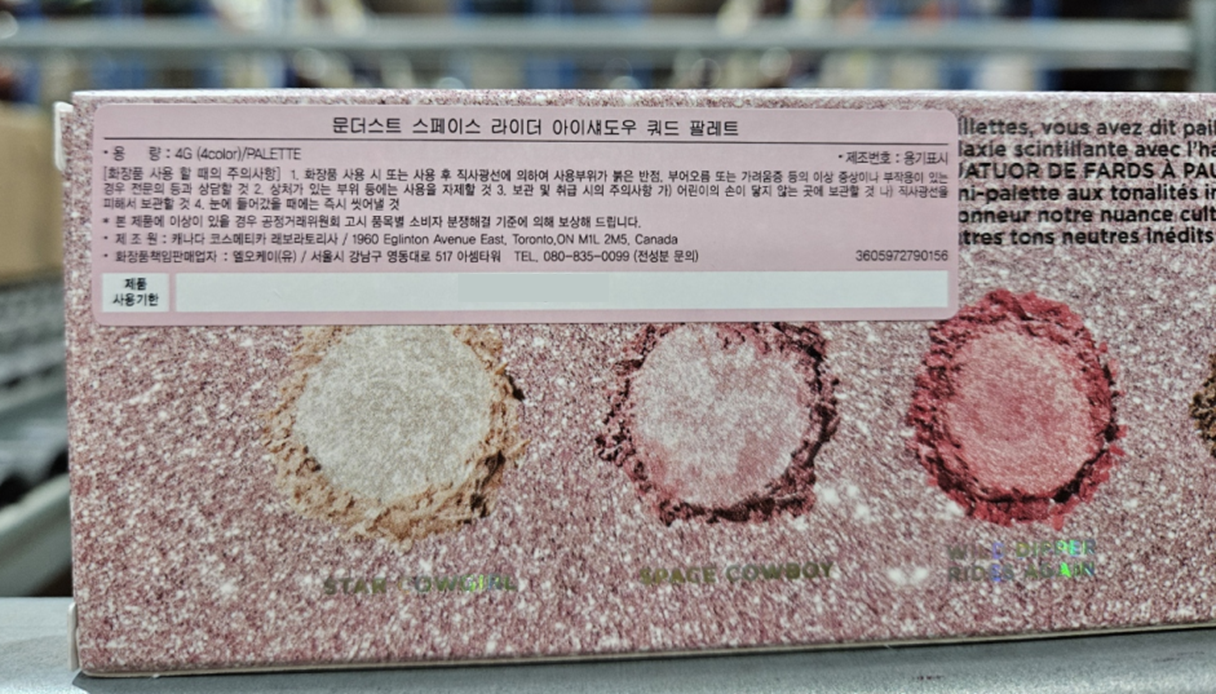 문더스트 스페이스 라이더 아이섀도우 쿼드 팔레트
• 용 량 : 4G (4color)/PALETTE
• 제조번호 : 용기표시
[화장품 사용 할 때의 주의사항] 1. 화장품 사용 시 또는 사용 후 직사광선에 의하여 사용부위가 붉은 반점, 부어오름 또는 가려움증 등의 이상 증상이나 부작용이 있는
경우 전문의 등과 상담할 것 2. 상처가 있는 부위 등에는 사용을 자제할 것 3. 보관 및 취급 시의 주의사항 가) 어린이의 손이 닿지 않는 곳에 보관할 것 나) 직사광선을
피해서 보관할 것 4. 눈에 들어갔을 때에는 즉시 씻어낼 것
* 본 제품에 이상이 있을 경우 공정거래위원회 고시 품목별 소비자 분쟁해결 기준에 의해 보상해 드립니다.
• 제 조 원 : 캐나다 코스메티카 래보라토리사 / 1960 Eglinton Avenue East, Toronto,ON M1L 2M5, Canada
• 화장품책임판매업자 : 엘오케이(유) / 서울시 강남구 영동대로 517 아셈타워 TEL. 080-835-0099 (전성분 문의)
3605972790156
제품
사용기한
illettes, vous avez dit pail
laxie scintillante avec l'ha
UATUOR DE FARDS À PAU
ni-palette aux tonalités in
onneur notre nuance cult
tres tons neutres inédits
STAR COWGIRL
SPACE COWBOY
WILD DIPPER
RIDES AGAIN